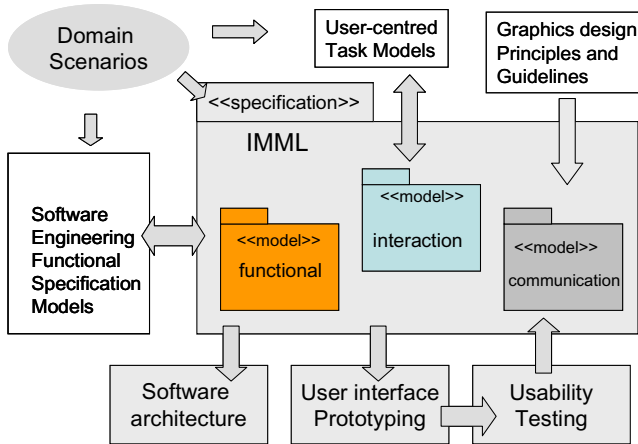 Domain
Scenarios
User-centred
Task Models
Graphics design
Principles and
Guidelines
<<specification>>
IMML
Software
Engineering
Functional
Specification
Models
<<model>>
functional
<<model>>
interaction
<<model>>
communication
Software
architecture
User interface
Prototyping
Usability
Testing